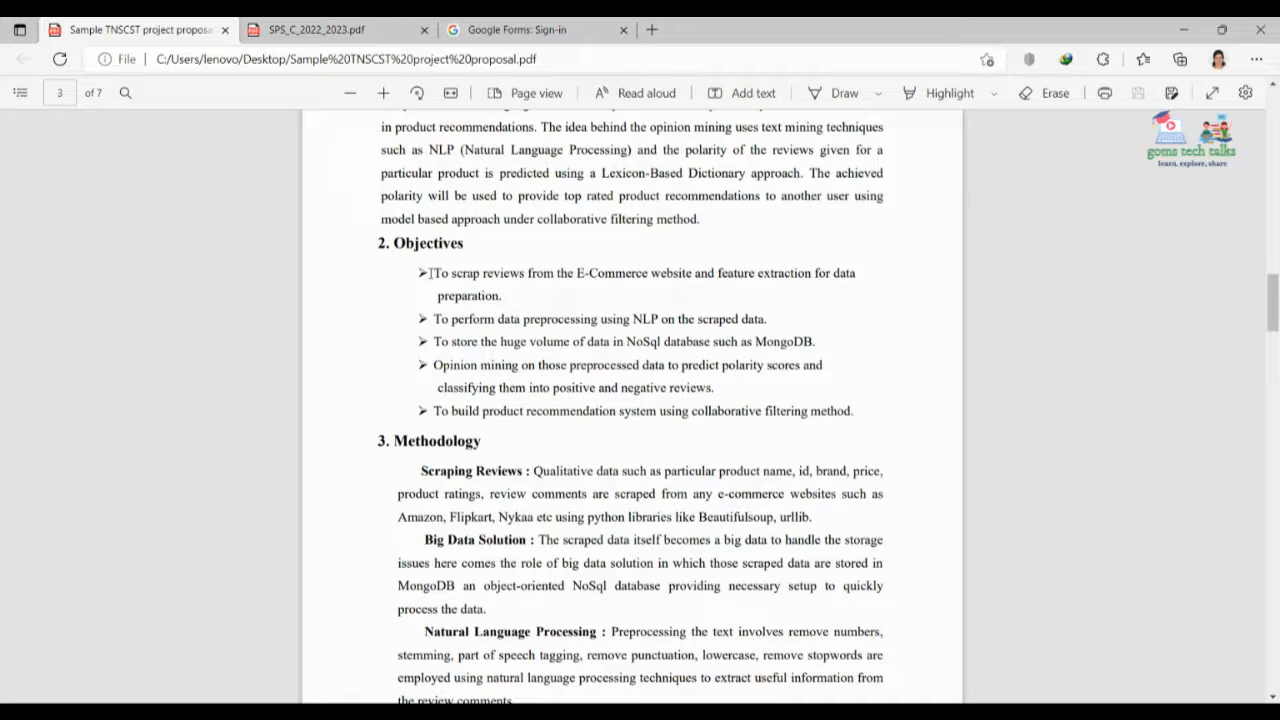 Sample TNSCST project proposa
SPS_C_2022_2023.pdf
Google Forms: Sign-in
File
C:/Users/lenovo/Desktop/Sample%20TNSCST%20project%20proposal.pdf
3 of 7
Page view
Read aloud
Add text
Draw
Highlight
Erase
goms tech talks
learn, explore, share
in product recommendations. The idea behind the opinion mining uses text mining techniques
such as NLP (Natural Language Processing) and the polarity of the reviews given for a
particular product is predicted using a Lexicon-Based Dictionary approach. The achieved
polarity will be used to provide top rated product recommendations to another user using
model based approach under collaborative filtering method.
2. Objectives
➢ To scrap reviews from the E-Commerce website and feature extraction for data
preparation.
➢ To perform data preprocessing using NLP on the scraped data.
➢ To store the huge volume of data in NoSql database such as MongoDB.
➢ Opinion mining on those preprocessed data to predict polarity scores and
classifying them into positive and negative reviews.
➢ To build product recommendation system using collaborative filtering method.
3. Methodology
Scraping Reviews : Qualitative data such as particular product name, id, brand, price,
product ratings, review comments are scraped from any e-commerce websites such as
Amazon, Flipkart, Nykaa etc using python libraries like Beautifulsoup, urllib.
Big Data Solution : The scraped data itself becomes a big data to handle the storage
issues here comes the role of big data solution in which those scraped data are stored in
MongoDB an object-oriented NoSql database providing necessary setup to quickly
process the data.
Natural Language Processing : Preprocessing the text involves remove numbers,
stemming, part of speech tagging, remove punctuation, lowercase, remove stopwords are
employed using natural language processing techniques to extract useful information from
the review comments.